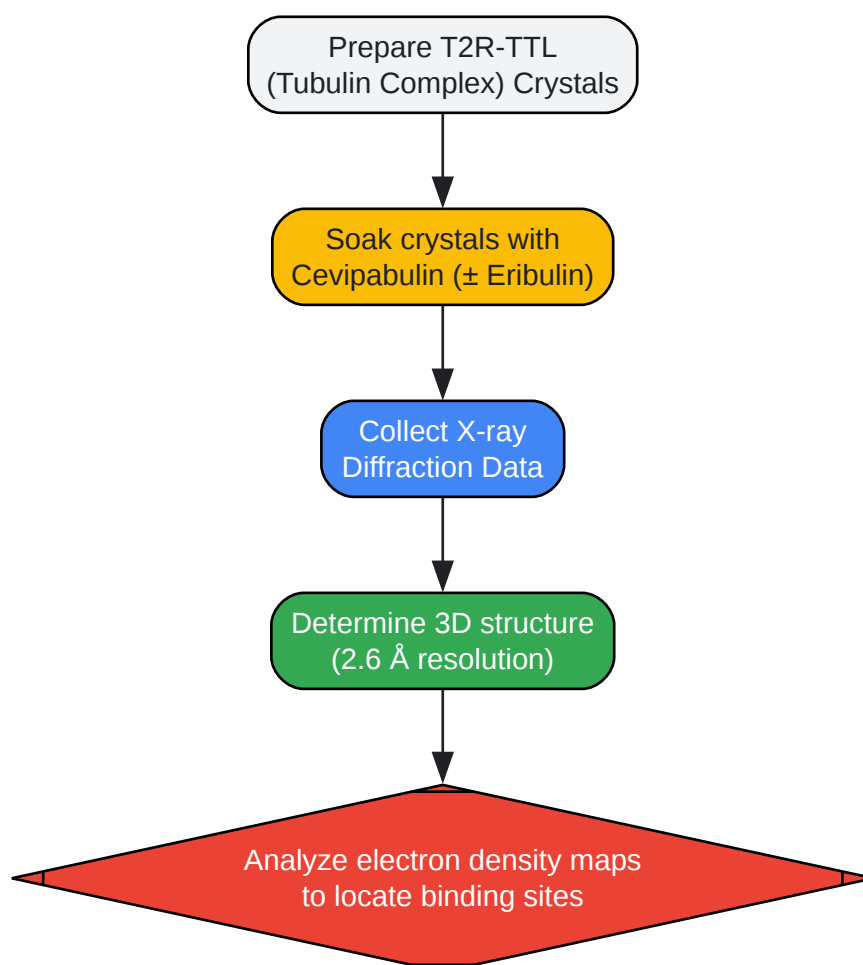 Prepare T2R-TTL
(Tubulin Complex) Crystals
Soak crystals with
Cevipabulin (± Eribulin)
Collect X-ray
Diffraction Data
Determine 3D structure
(2.6 Å resolution)
Analyze electron density maps
to locate binding sites